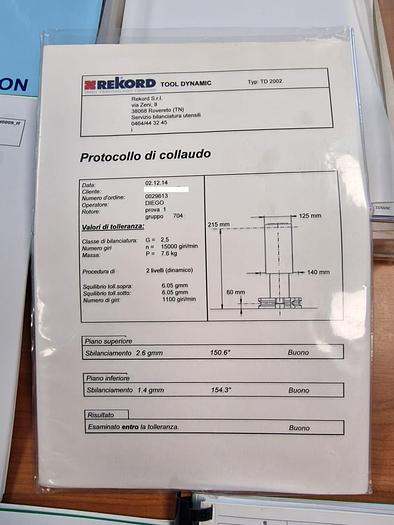 ON
REKORD TOOL DYNAMIC Typ: TD 2002
Rekord S.r.l.
via Zeni, 8
38068 Rovereto (TN)
Servizio bilanciatura utensili
0464/44 32 45
i
Protocollo di collaudo
Data: 02.12.14
Cliente:
Numero d'ordine: 0029613
Operatore: DIEGO
Rotore: prova 1
gruppo 704
Valori di tolleranza:
Classe di bilanciatura: G = 2,5
Numero giri n = 15000 giri/min
Massa: P = 7.6 kg
Procedura di 2 livelli (dinamico)
Squilibrio toll.sopra: 6.05 gmm
Squilibrio toll.sotto: 6.05 gmm
Numero di giri: 1100 giri/min
125 mm
215 mm
140 mm
60 mm
Piano superiore
Sbilanciamento 2.6 gmm 150.6° Buono
Piano inferiore
Sbilanciamento 1.4 gmm 154.3° Buono
Risultato
Esaminato entro la tolleranza. Buono